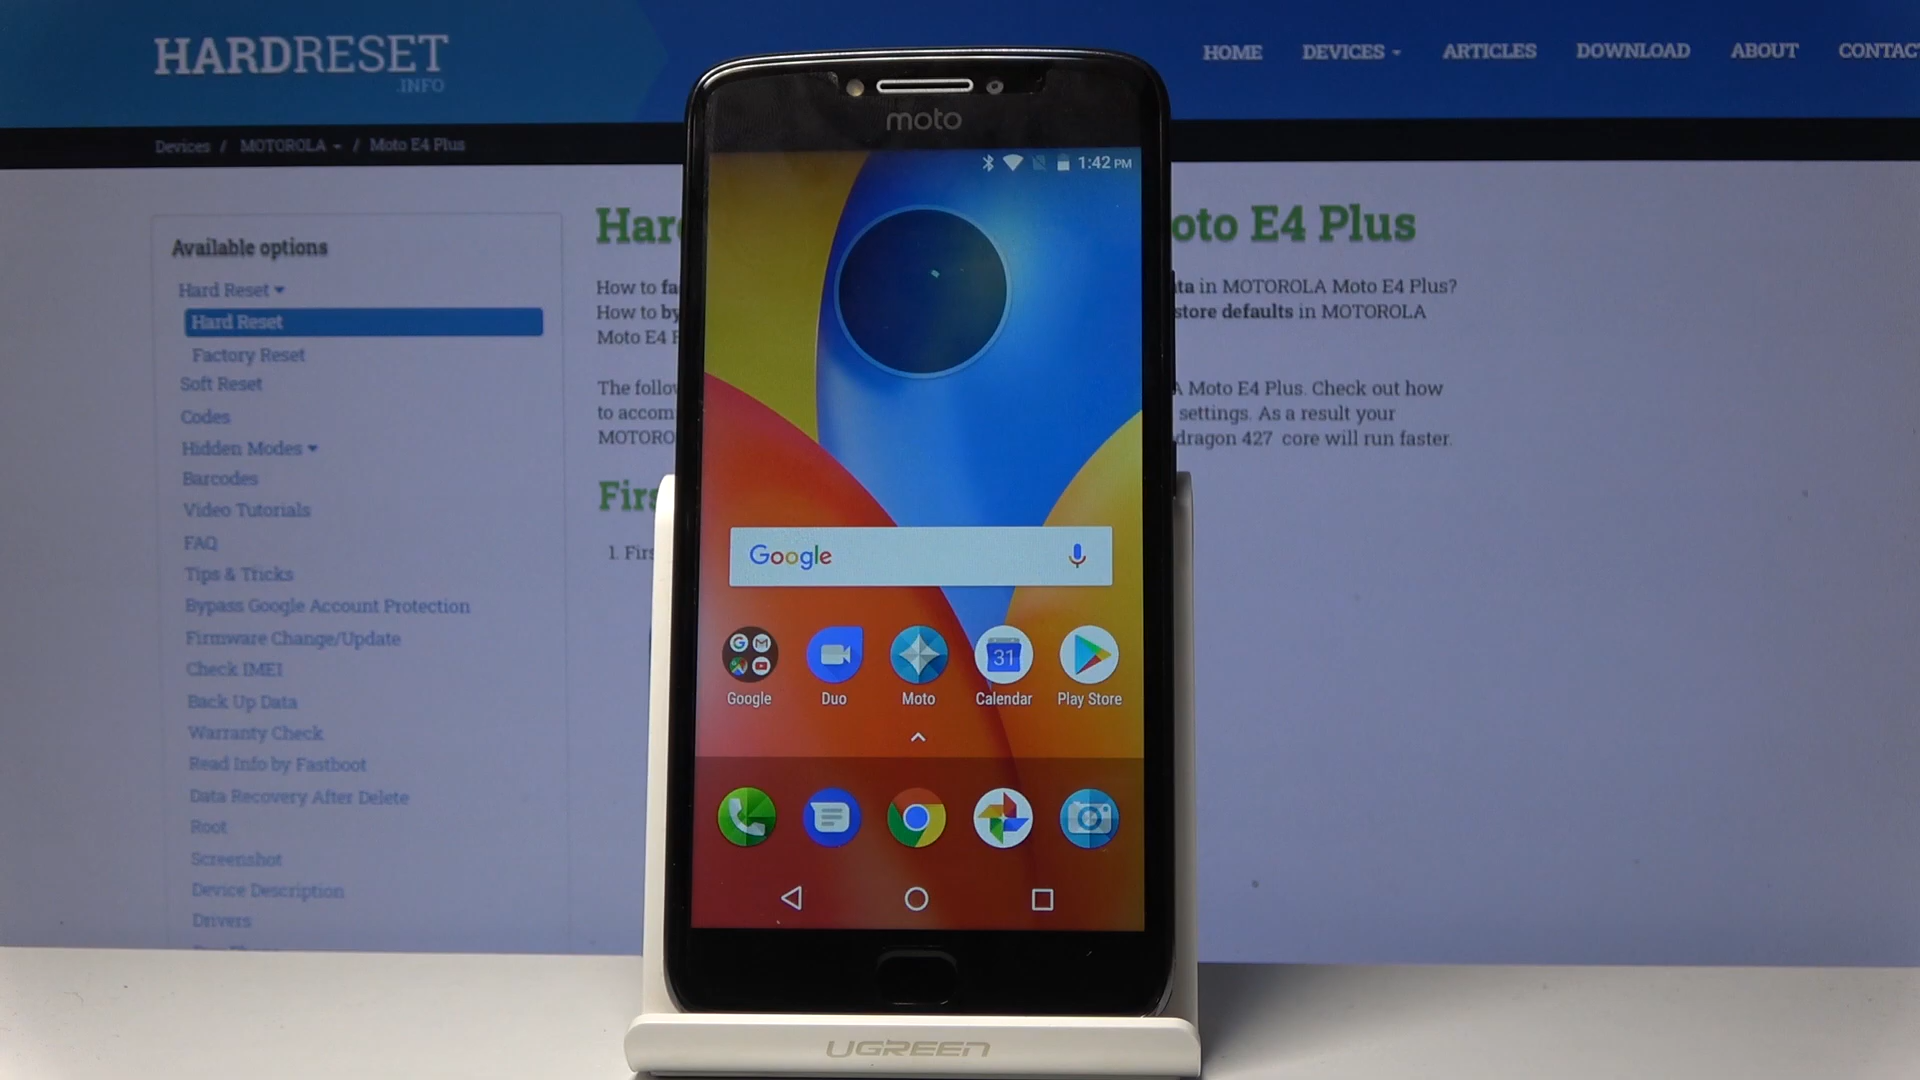 HARDRESET
.INFO
HOME DEVICES ARTICLES DOWNLOAD ABOUT CONTAC
Devices / MOTOROLA / Moto E4 Plus
Available options
Hard Reset
Hard Reset
Factory Reset
Soft Reset
Codes
Hidden Modes
Barcodes
Video Tutorials
FAQ
Tips & Tricks
Bypass Google Account Protection
Firmware Change/Update
Check IMEI
Back Up Data
Warranty Check
Read Info by Fastboot
Data Recovery After Delete
Root
Screenshot
Device Description
Drivers
Har oto E4 Plus
How to fa ta in MOTOROLA Moto E4 Plus?
How to by store defaults in MOTOROLA
Moto E4 P
The follow A Moto E4 Plus. Check out how
to accom settings. As a result your
MOTORO dragon 427 core will run faster.
Firs
1. Firs
moto
1:42 PM
Google
31
Google Duo Moto Calendar Play Store
UGREEN